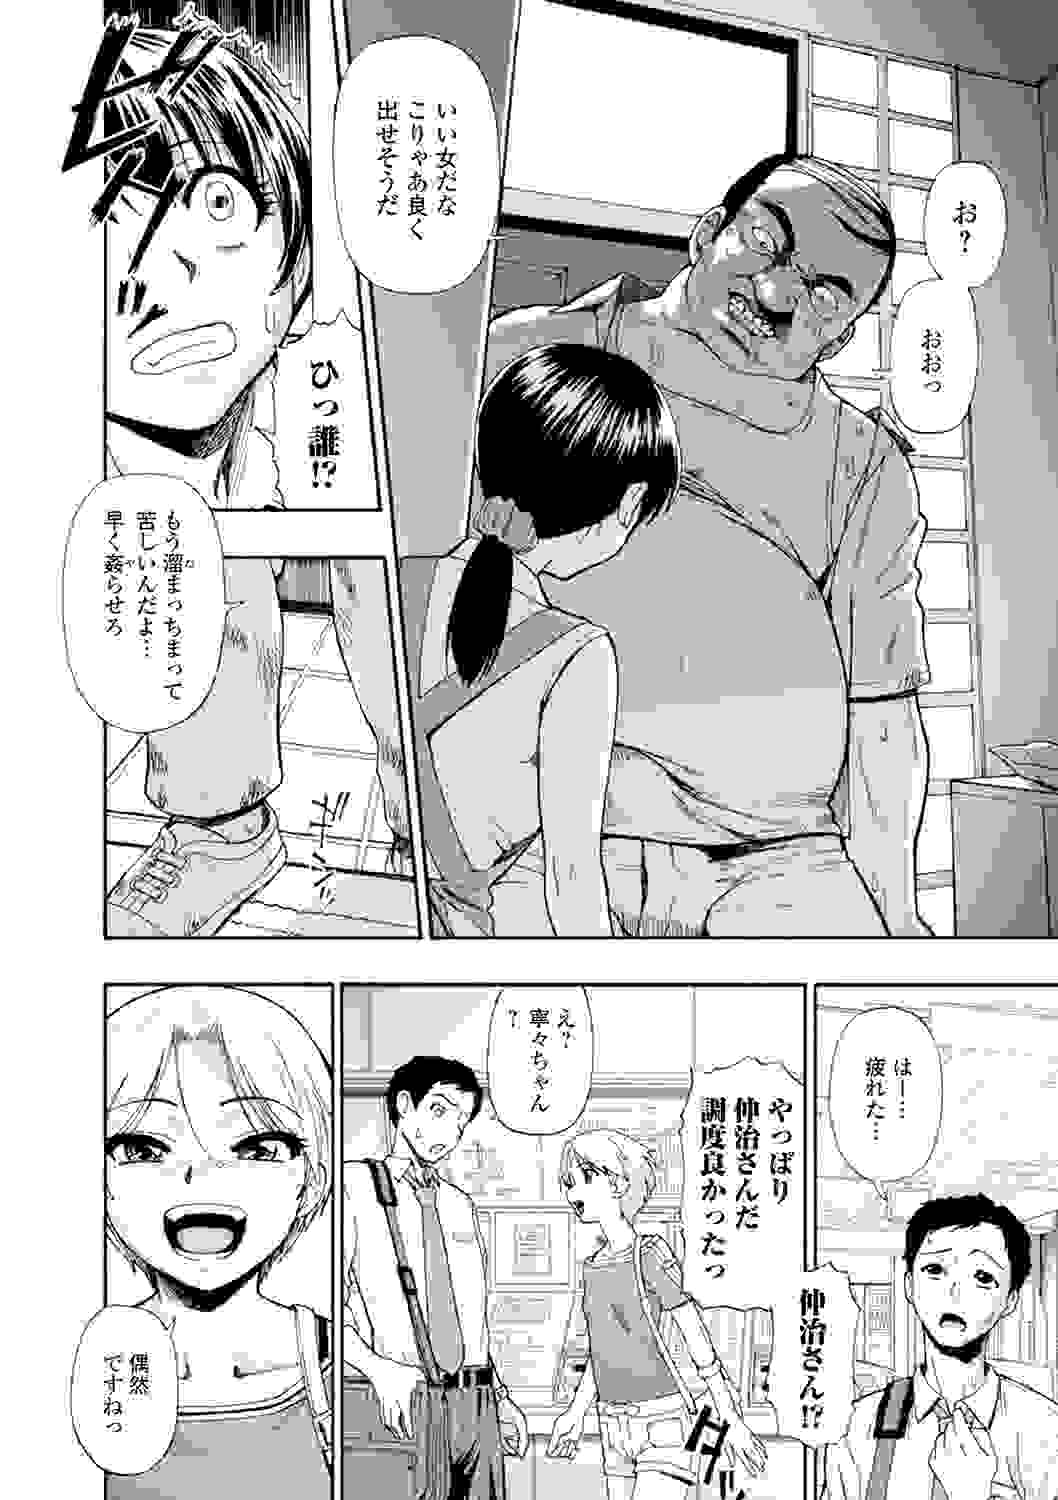 お?
おおっ
いい女だな
こりゃあ良く
出せそうだ
ひっ誰!?
もう溜まっちまって
苦しいんだよ…
早く姦らせろ
はー…
疲れた…
仲治さん!?
やっぱり
仲治さんだ
調度良かったっ
え?
寧々ちゃん
?
偶然
ですねっ